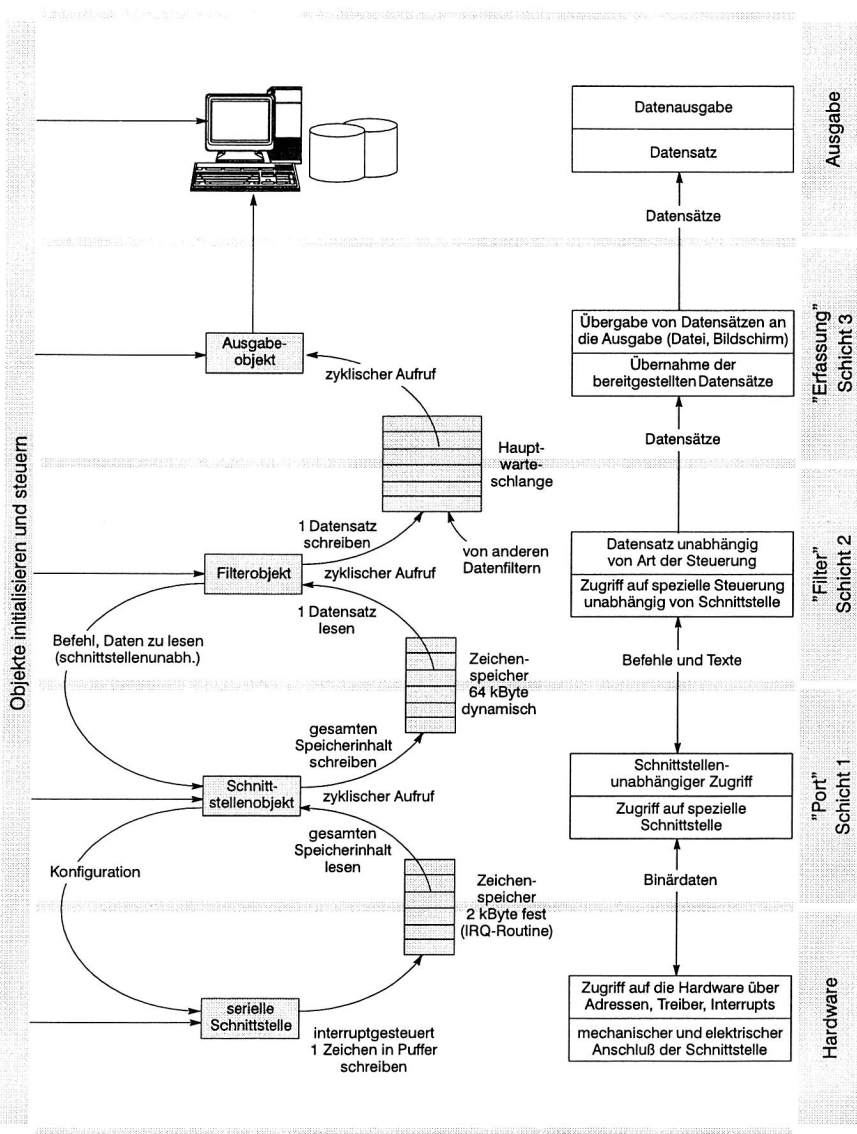 Objekte initialisieren und steuern
Ausgabe-
objekt
zyklischer Aufruf
Haupt-
warte-
schlange
1 Datensatz
schreiben
von anderen
Datenfiltern
Filterobjekt
zyklischer Aufruf
1 Datensatz
lesen
Befehl, Daten zu lesen
(schnittstellenunabh.)
Zeichen-
speicher
64 kByte
dynamisch
gesamten
Speicherinhalt
schreiben
Schnitt-
stellenobjekt
zyklischer Aufruf
gesamten
Speicherinhalt
lesen
Konfiguration
Zeichen-
speicher
2 kByte fest
(IRQ-Routine)
serielle
Schnittstelle
interruptgesteuert
1 Zeichen in Puffer
schreiben
Datenausgabe
Datensatz
Datensätze
Übergabe von Datensätzen an
die Ausgabe (Datei, Bildschirm)
Übernahme der
bereitgestellten Datensätze
Datensätze
Datensatz unabhängig
von Art der Steuerung
Zugriff auf spezielle Steuerung
unabhängig von Schnittstelle
Befehle und Texte
Schnittstellen-
unabhängiger Zugriff
Zugriff auf spezielle
Schnittstelle
Binärdaten
Zugriff auf die Hardware über
Adressen, Treiber, Interrupts
mechanischer und elektrischer
Anschluß der Schnittstelle
Ausgabe
"Erfassung"
Schicht 3
"Filter"
Schicht 2
"Port"
Schicht 1
Hardware